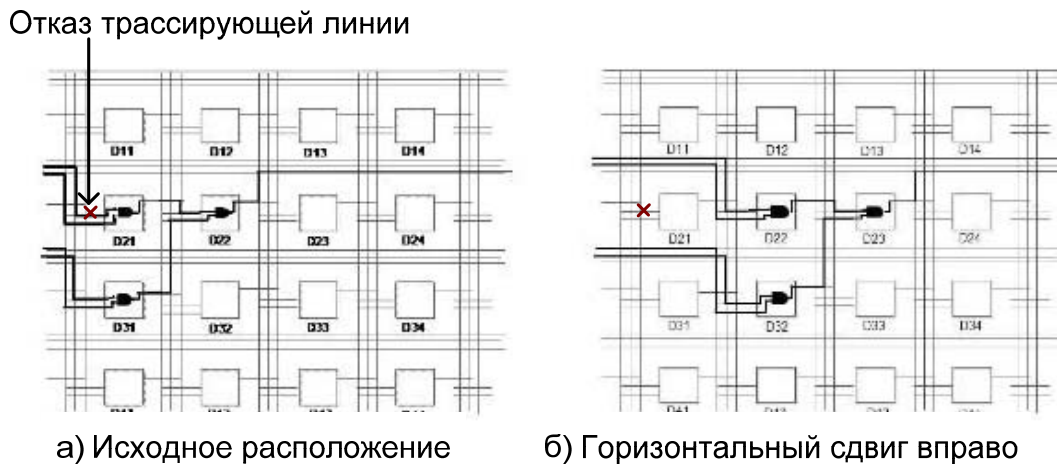 Отказ трассирующей линии
D11 D12 D13 D14 D11 D12 D13 D14
D21 D22 D23 D24 D21 D22 D23 D24
D31 D32 D33 D34 D31 D32 D33 D34
D41
а) Исходное расположение б) Горизонтальный сдвиг вправо